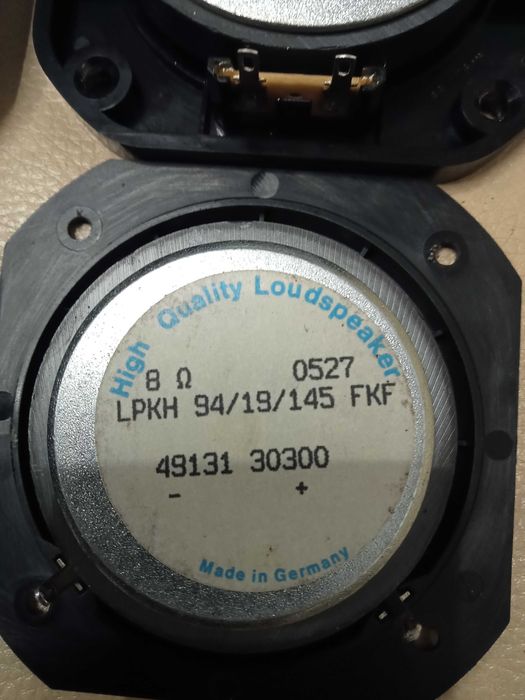 High Quality Loudspeaker
8 Ω 0527
LPKH 94/19/145 FKF
49131 30300
- +
Made in Germany